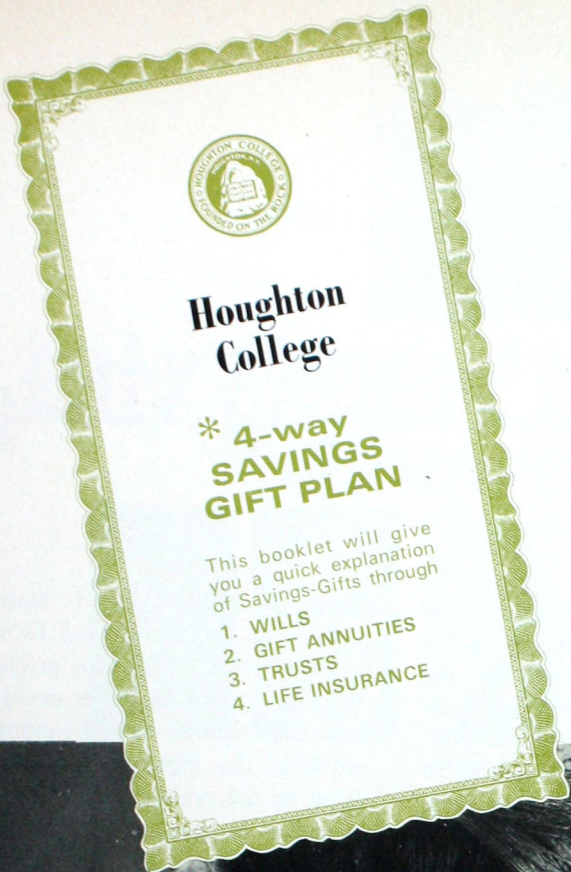 HOUGHTON COLLEGE
HOUGHTON, N.Y.
FOUNDED ON THE ROCK
Houghton
College
* 4-way
SAVINGS
GIFT PLAN
This booklet will give
you a quick explanation
of Savings-Gifts through
1. WILLS
2. GIFT ANNUITIES
3. TRUSTS
4. LIFE INSURANCE